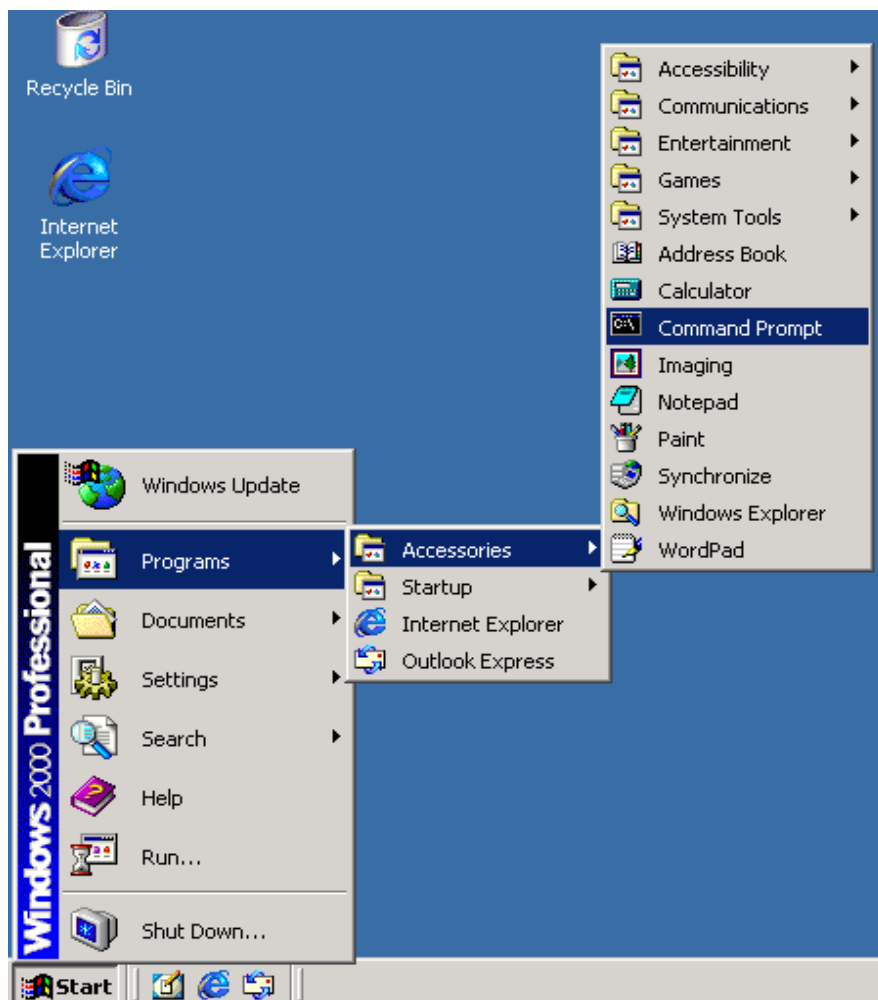 Recycle Bin
Internet
Explorer
Windows 2000 Professional
Windows Update
Programs
Documents
Settings
Search
Help
Run...
Shut Down...
Accessories
Startup
Internet Explorer
Outlook Express
Accessibility
Communications
Entertainment
Games
System Tools
Address Book
Calculator
C:\
Command Prompt
Imaging
Notepad
Paint
Synchronize
Windows Explorer
WordPad
Start